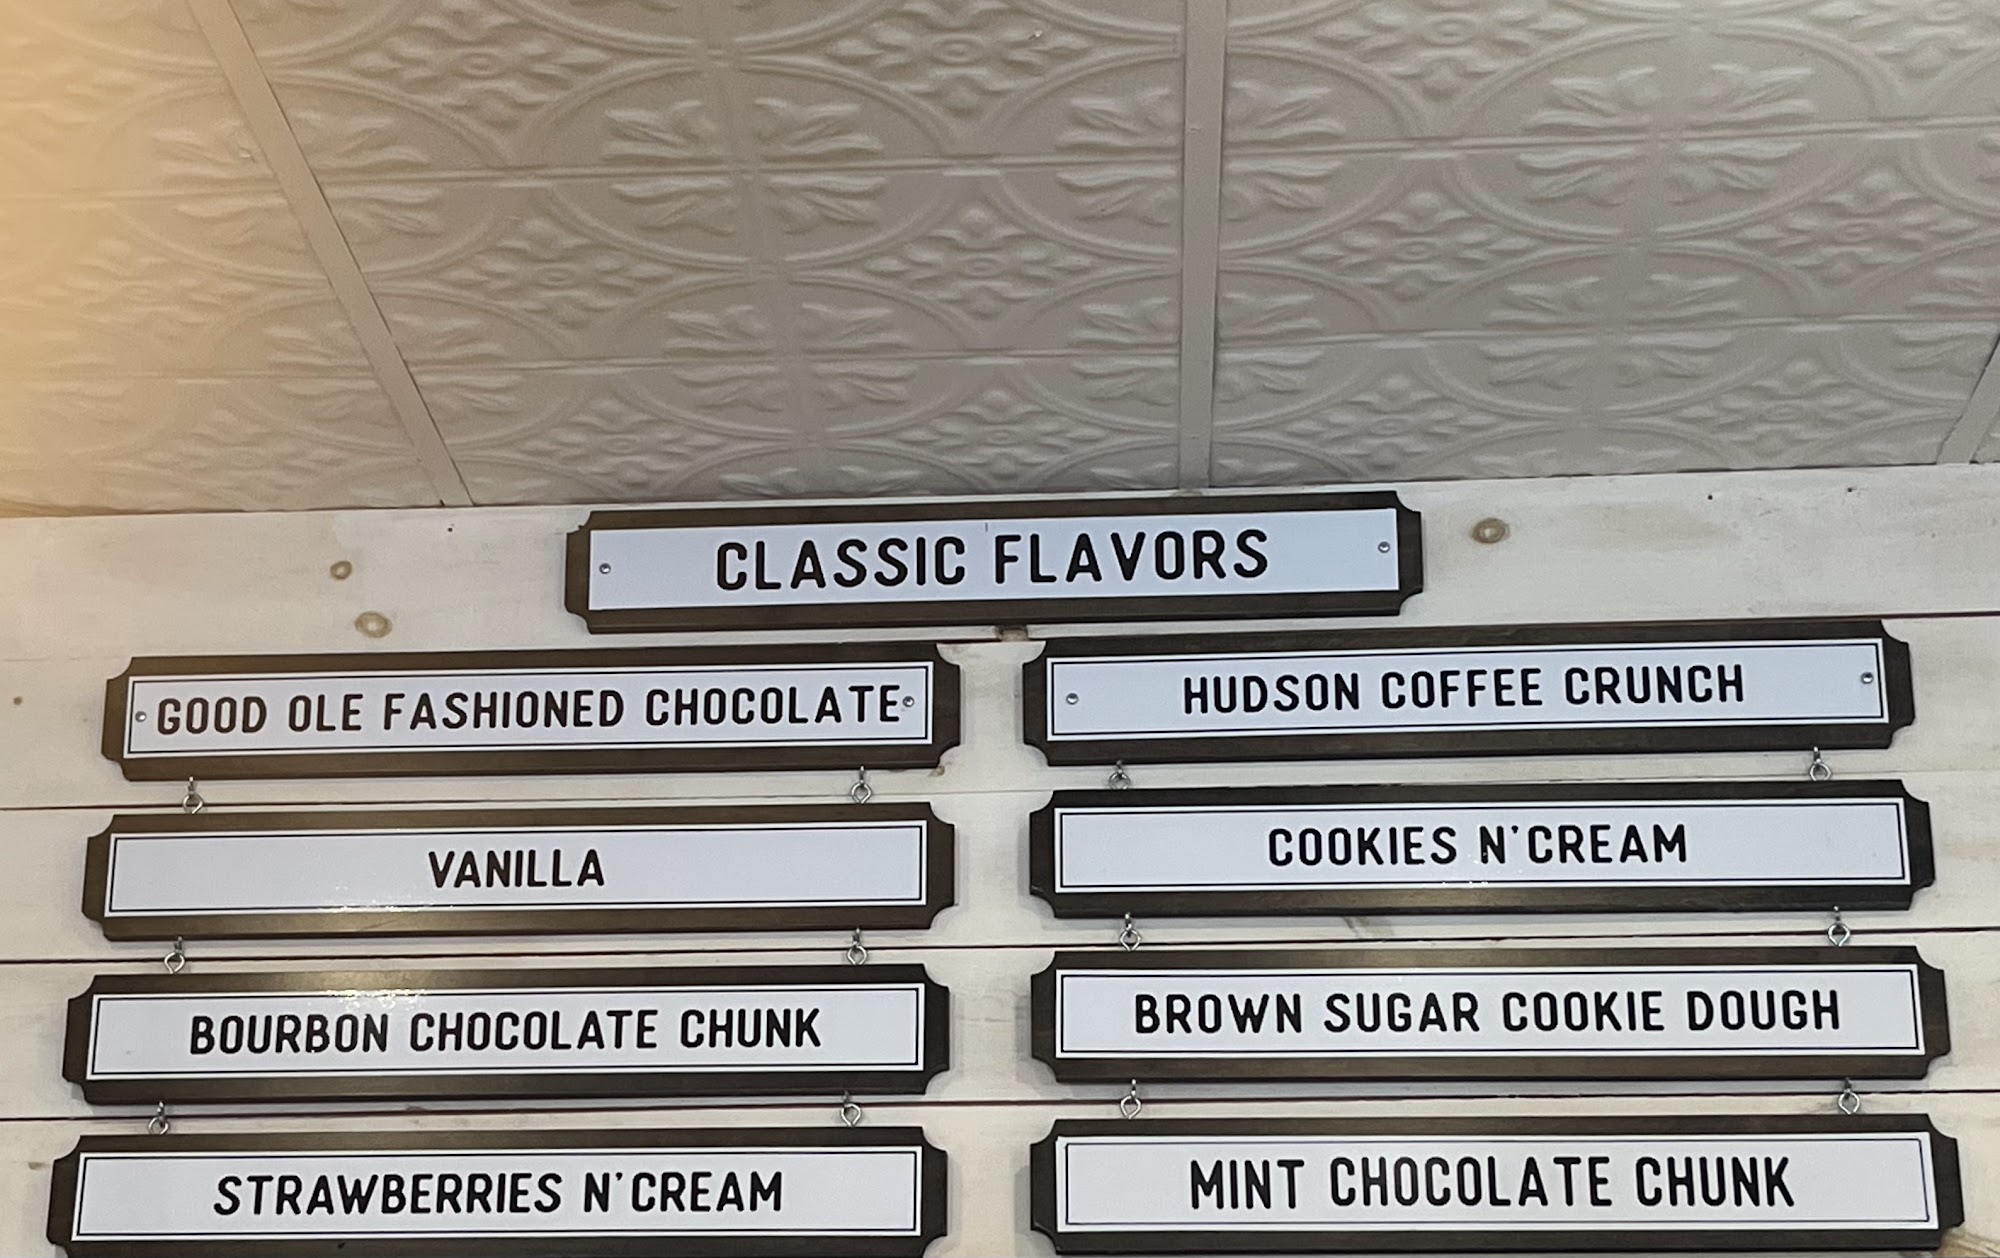 CLASSIC FLAVORS
GOOD OLE FASHIONED CHOCOLATE
VANILLA
BOURBON CHOCOLATE CHUNK
STRAWBERRIES N'CREAM
HUDSON COFFEE CRUNCH
COOKIES N'CREAM
BROWN SUGAR COOKIE DOUGH
MINT CHOCOLATE CHUNK